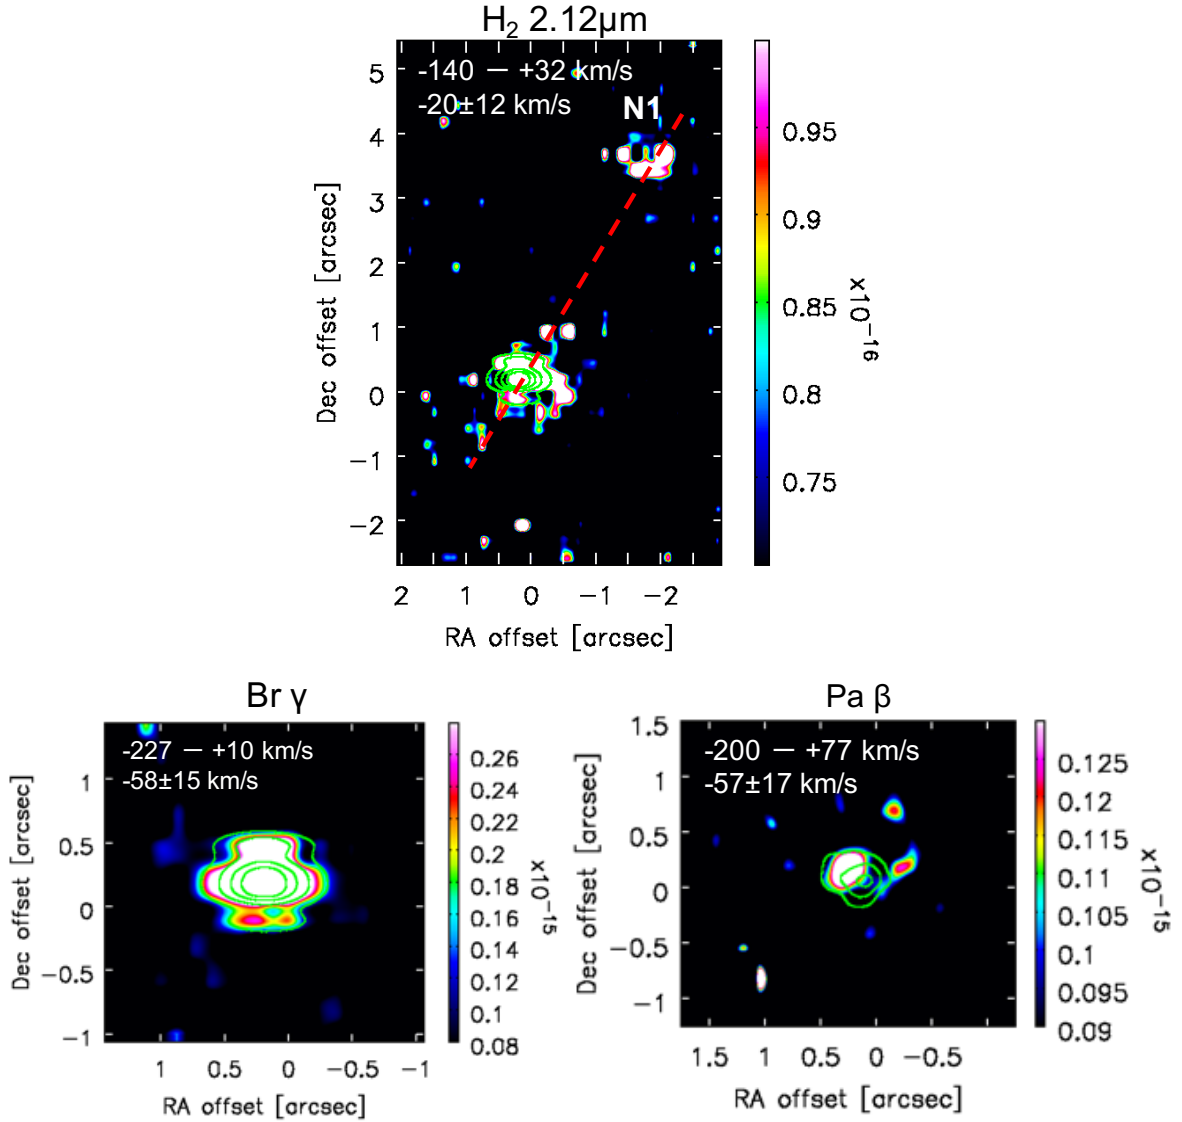 H₂ 2.12μm
-140 − +32 km/s
-20±12 km/s
N1
5
4
3
2
1
0
−1
−2
Dec offset [arcsec]
2 1 0 −1 −2
RA offset [arcsec]
0.95
0.9
0.85
0.8
0.75
x10⁻¹⁶
Br γ
-227 − +10 km/s
-58±15 km/s
1
0.5
0
−0.5
−1
Dec offset [arcsec]
1 0.5 0 −0.5 −1
RA offset [arcsec]
0.26
0.24
0.22
0.2
0.18
0.16
0.14
0.12
0.1
0.08
x10⁻¹⁵
Pa β
-200 − +77 km/s
-57±17 km/s
1.5
1
0.5
0
−0.5
−1
Dec offset [arcsec]
1.5 1 0.5 0 −0.5
RA offset [arcsec]
0.125
0.12
0.115
0.11
0.105
0.1
0.095
0.09
x10⁻¹⁵